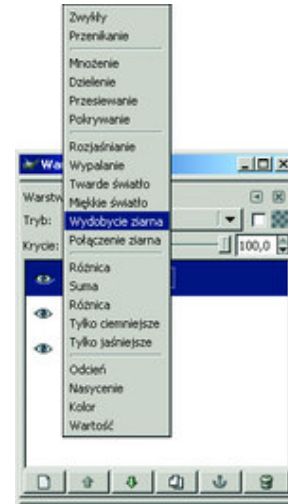 Zwykły
Przenikanie
Mnożenie
Dzielenie
Przesiewanie
Pokrywanie
Rozjaśnianie
Wypalanie
Wa
Twarde światło
Warstw
Miękkie światło
Tryb:
Wydobycie ziarna
Krycie:
Połączenie ziarna
100,0
Różnica
Suma
Różnica
Tylko ciemniejsze
Tylko jaśniejsze
Odcień
Nasycenie
Kolor
Wartość